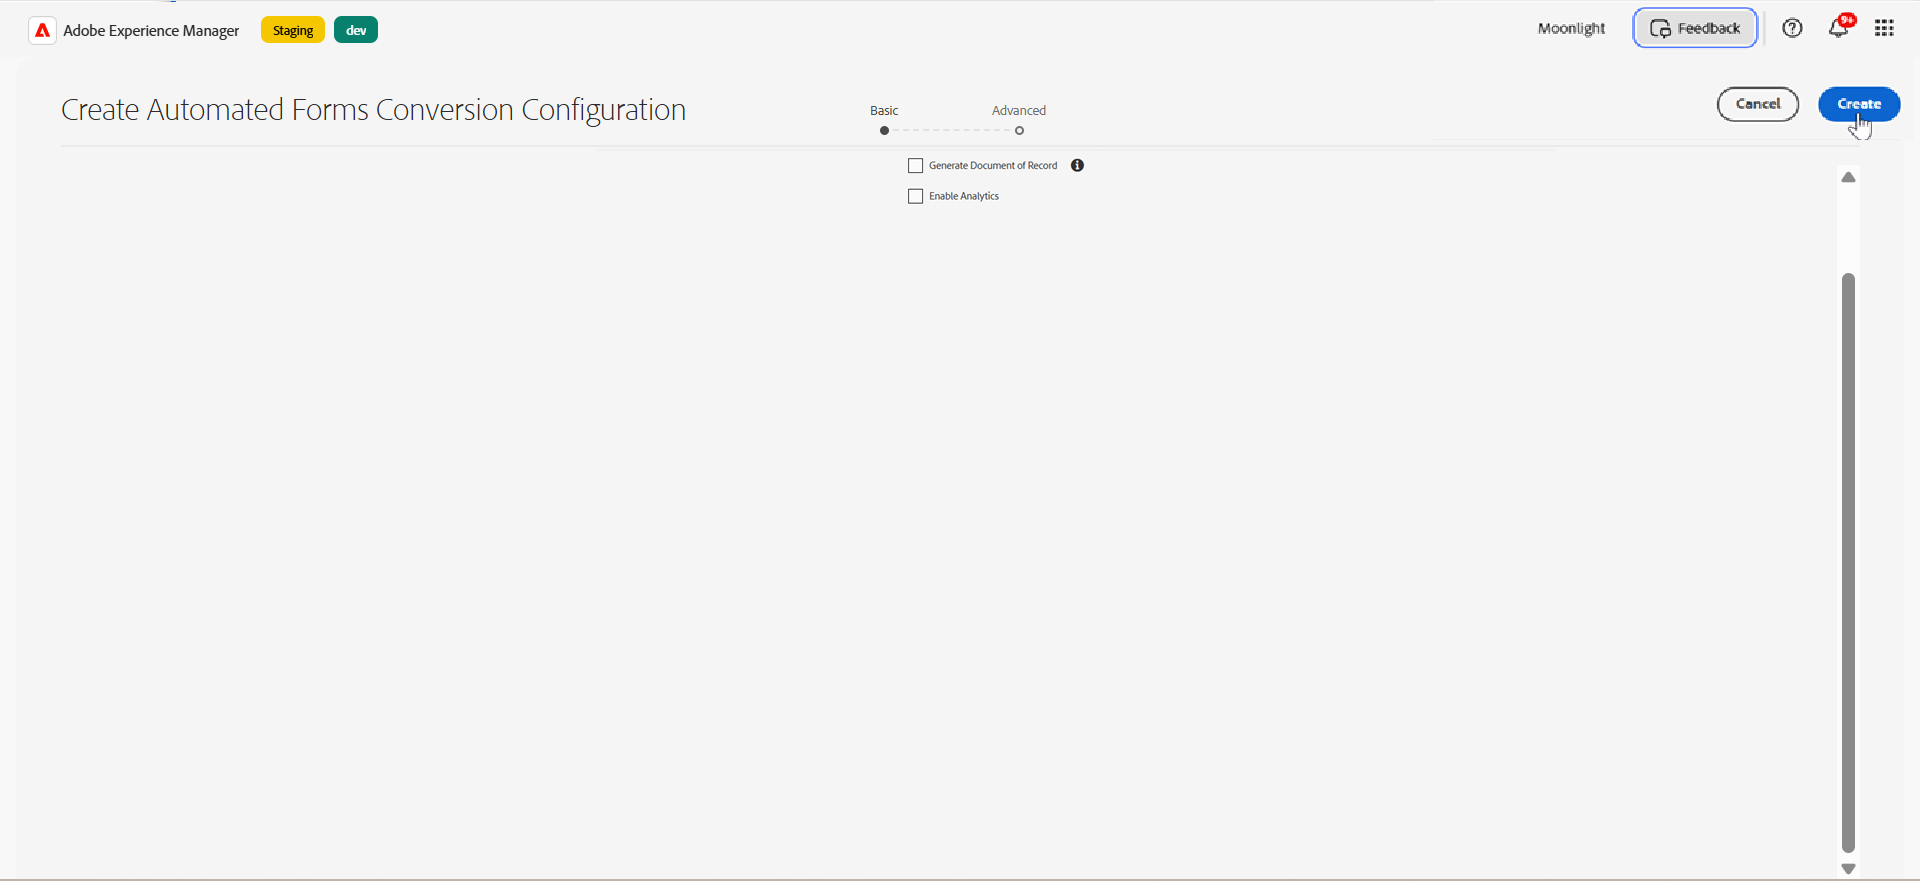 Adobe Experience Manager
Staging
dev
Moonlight
Feedback
9+
Create Automated Forms Conversion Configuration
Basic
Advanced
Cancel
Create
Generate Document of Record
Enable Analytics